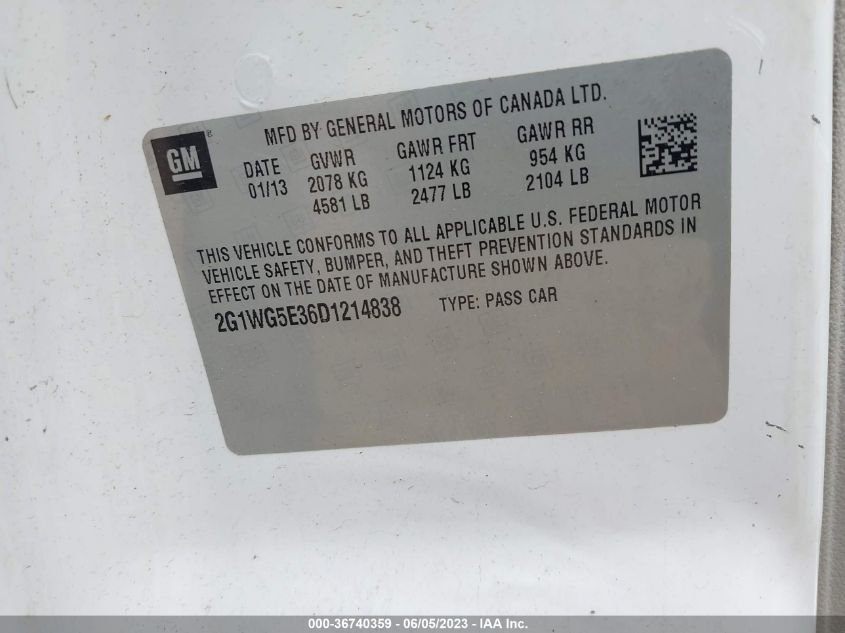 MFD BY GENERAL MOTORS OF CANADA LTD.
GM ®
DATE GVWR GAWR FRT GAWR RR
01/13 2078 KG 1124 KG 954 KG
4581 LB 2477 LB 2104 LB
THIS VEHICLE CONFORMS TO ALL APPLICABLE U.S. FEDERAL MOTOR
VEHICLE SAFETY, BUMPER, AND THEFT PREVENTION STANDARDS IN
EFFECT ON THE DATE OF MANUFACTURE SHOWN ABOVE.
2G1WG5E36D1214838 TYPE: PASS CAR
000-36740359 - 06/05/2023 - IAA Inc.